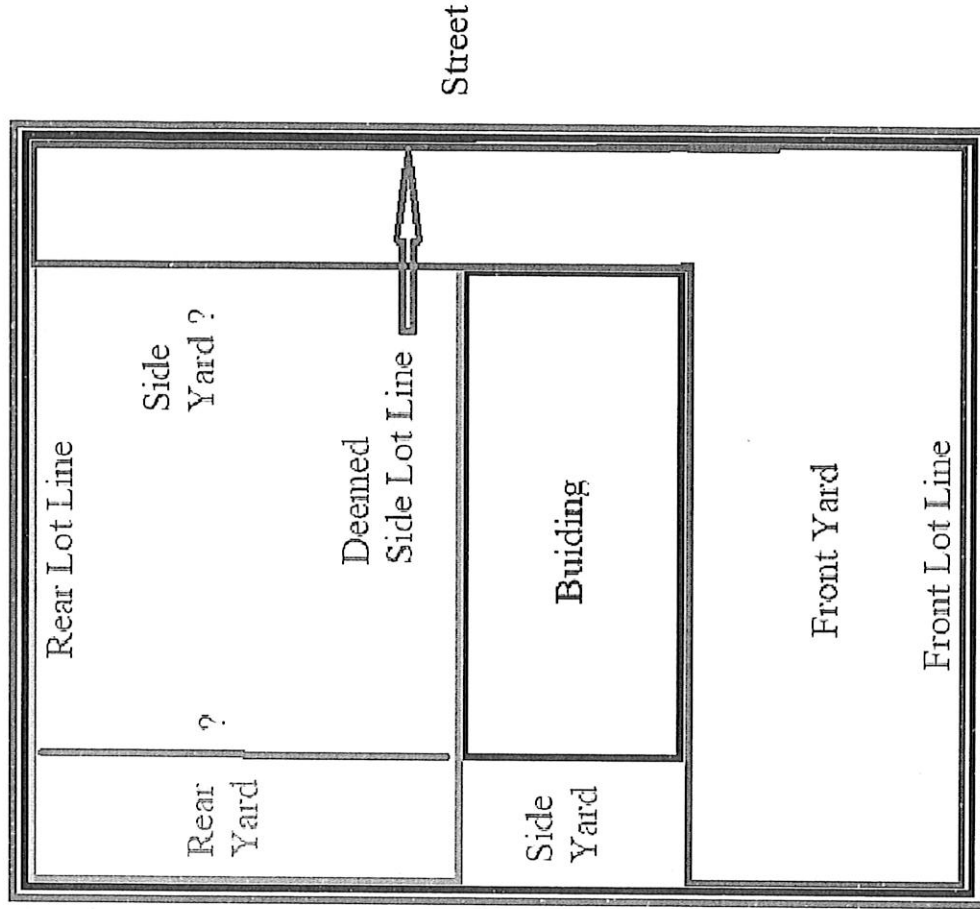 Street
Rear Lot Line
Side
Yard ?
?
Rear
Yard
Deemed
Side Lot Line
Buiding
Side
Yard
Front Yard
Front Lot Line